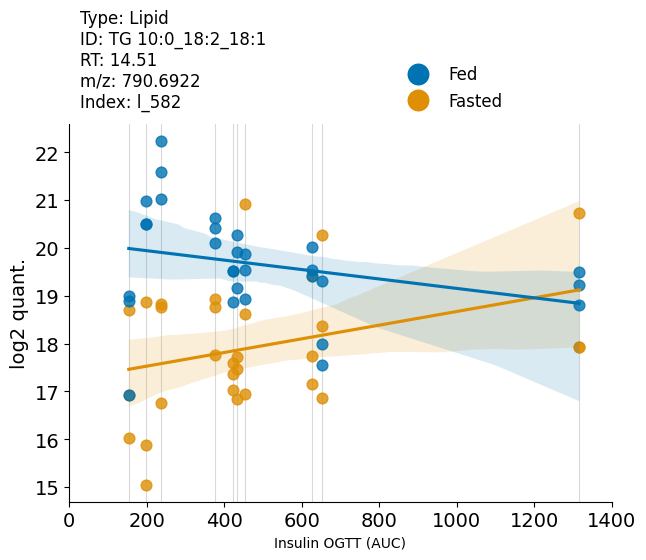 Type: Lipid
ID: TG 10:0_18:2_18:1
RT: 14.51
m/z: 790.6922
Index: l_582
Fed
Fasted
22
21
20
19
18
17
16
15
log2 quant.
0 200 400 600 800 1000 1200 1400
Insulin OGTT (AUC)